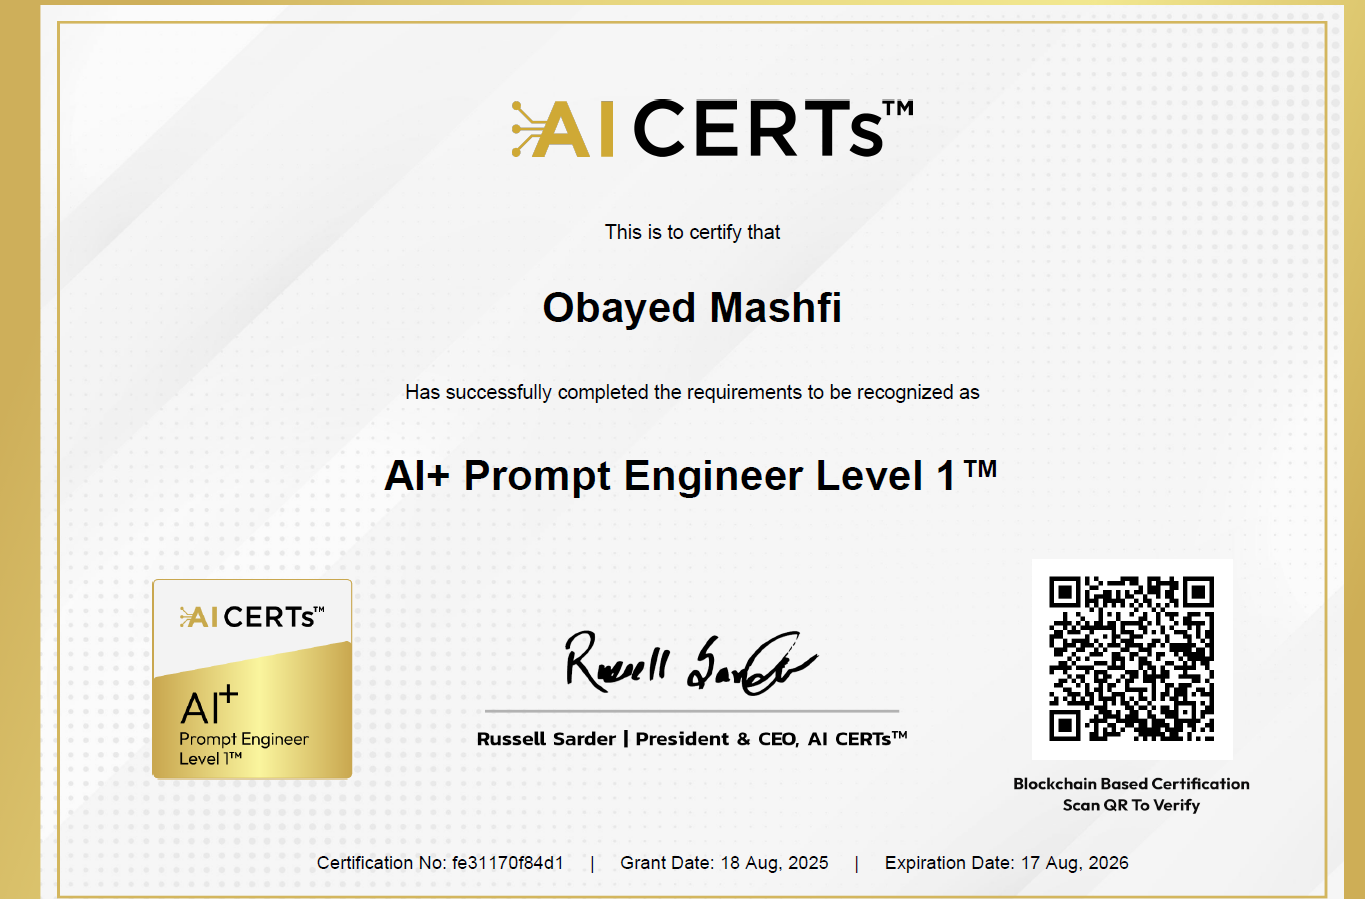 AI CERTs™
This is to certify that
Obayed Mashfi
Has successfully completed the requirements to be recognized as
AI+ Prompt Engineer Level 1™
AI CERTs™
AI+
Prompt Engineer
Level 1™
Russell Sarder
Russell Sarder | President & CEO, AI CERTs™
Blockchain Based Certification
Scan QR To Verify
Certification No: fe31170f84d1 | Grant Date: 18 Aug, 2025 | Expiration Date: 17 Aug, 2026